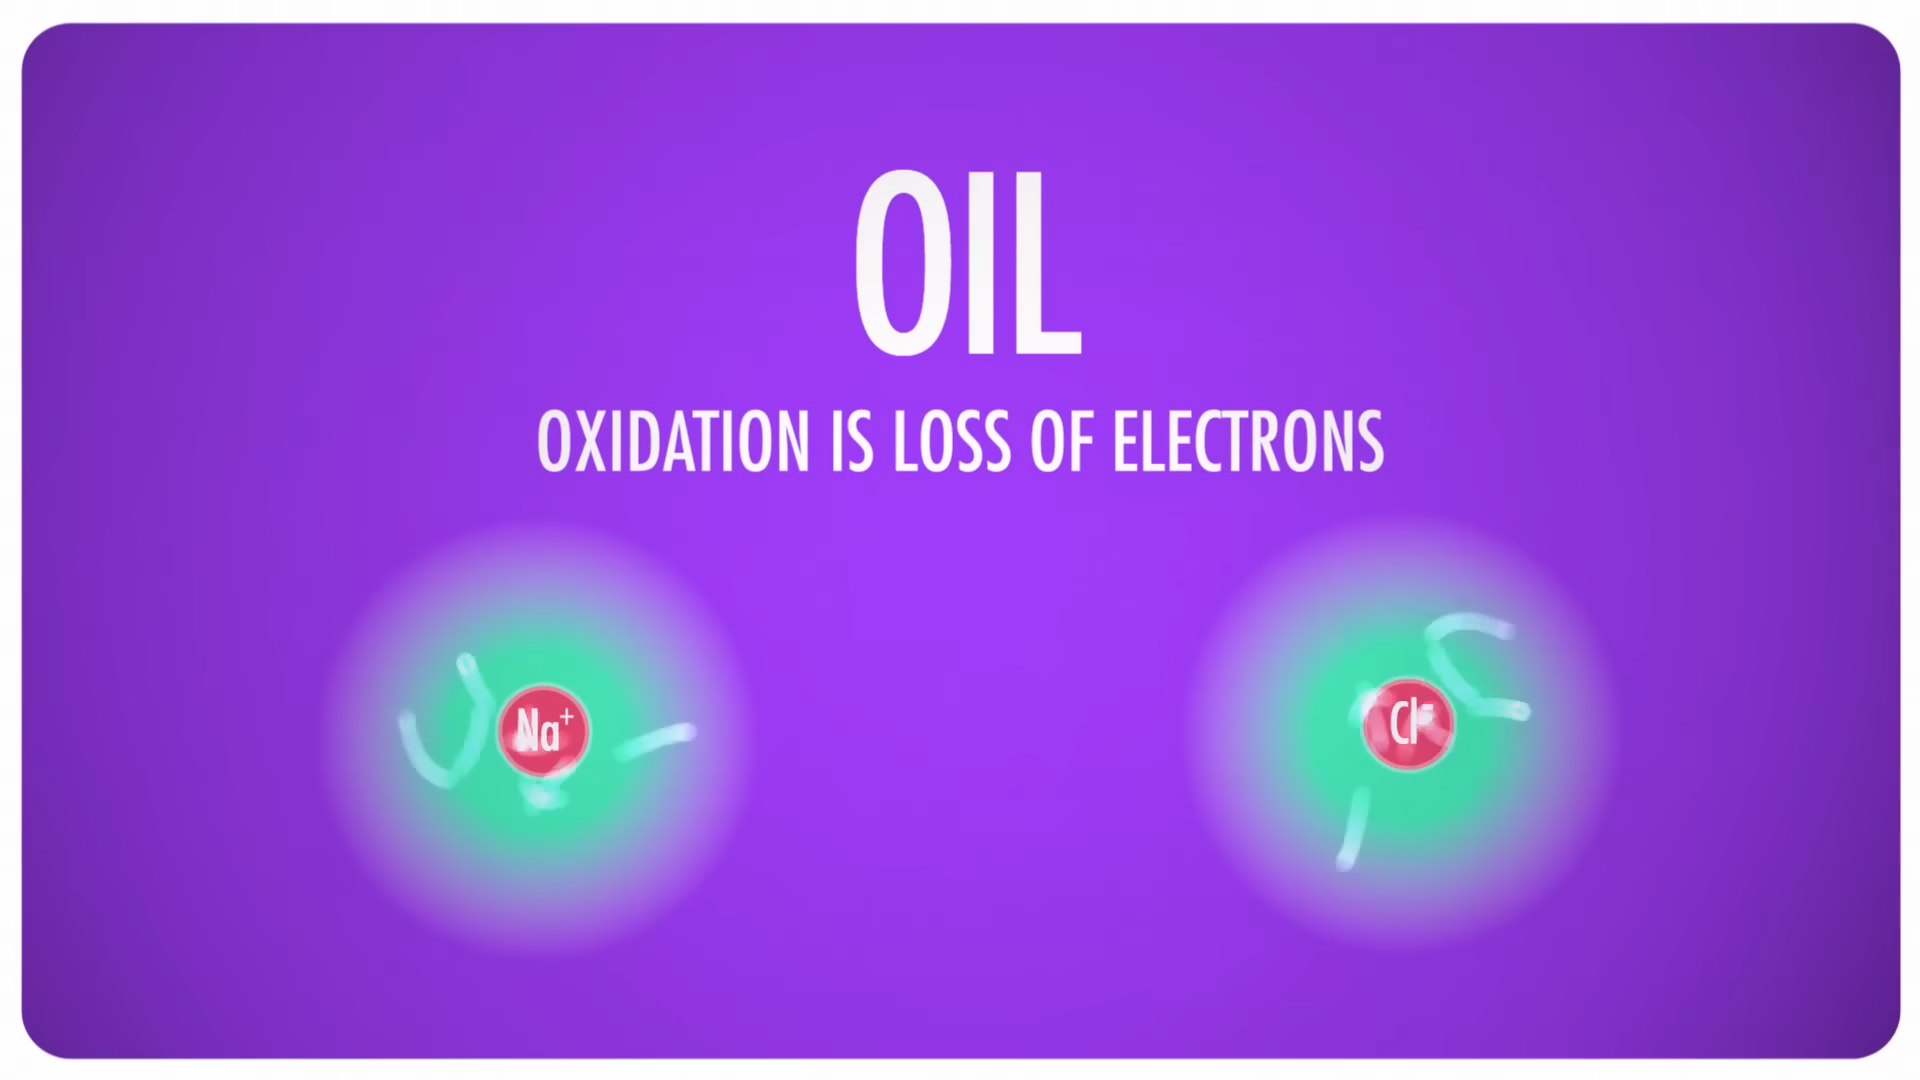 OIL
OXIDATION IS LOSS OF ELECTRONS
Na⁺
Cl⁻